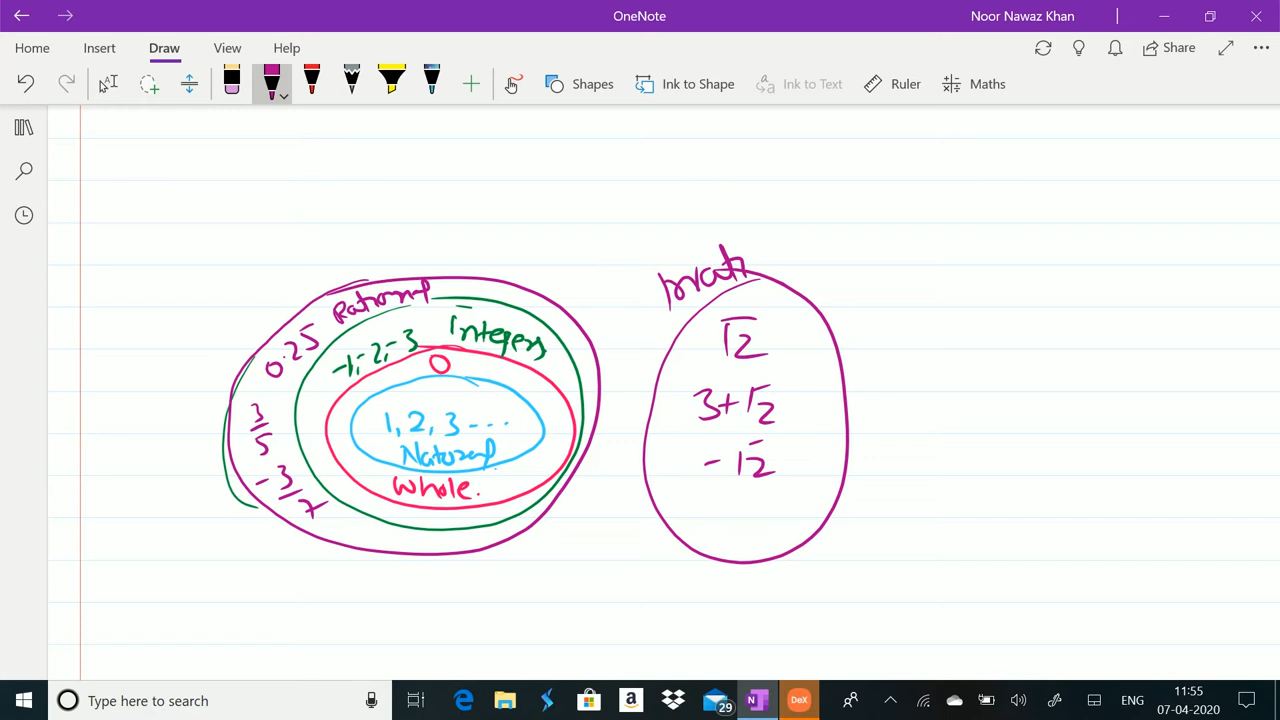 OneNote
Noor Nawaz Khan
Home Insert Draw View Help
Share
Shapes Ink to Shape Ink to Text Ruler Maths
Rational
0.25
3/5
-3/7
Integers
-1, -2, -3
0
1, 2, 3 ---
Natural
Whole.
√2
3+√2
-√2
Type here to search
29
ENG
11:55
07-04-2020